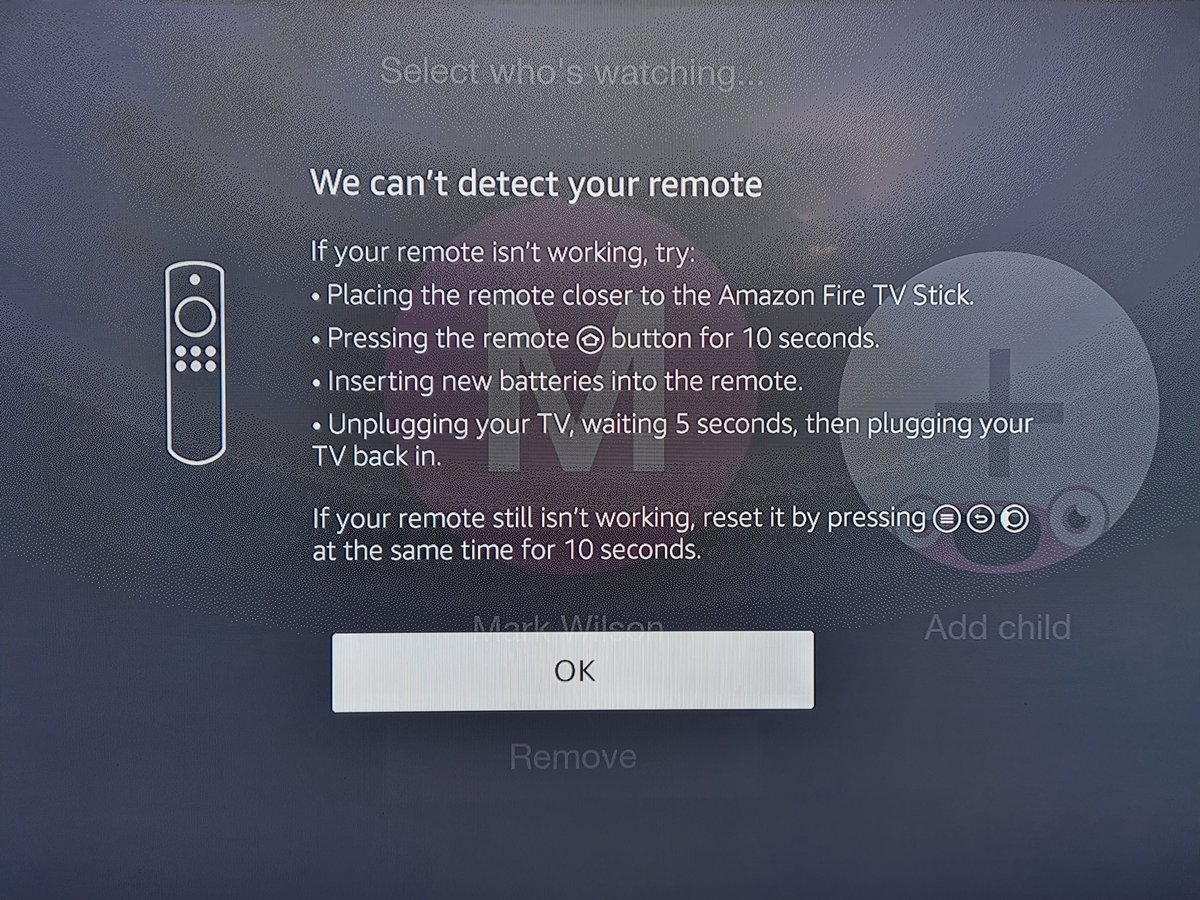 Select who's watching...
We can't detect your remote
If your remote isn't working, try:
• Placing the remote closer to the Amazon Fire TV Stick.
• Pressing the remote button for 10 seconds.
• Inserting new batteries into the remote.
• Unplugging your TV, waiting 5 seconds, then plugging your
TV back in.
If your remote still isn't working, reset it by pressing
at the same time for 10 seconds.
M
Mark Wilson
Add child
OK
Remove